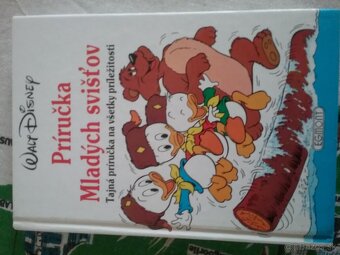 WALT DISNEY
Príručka
Mladých svišťov
Tajná príručka na všetky príležitosti
EGMONT